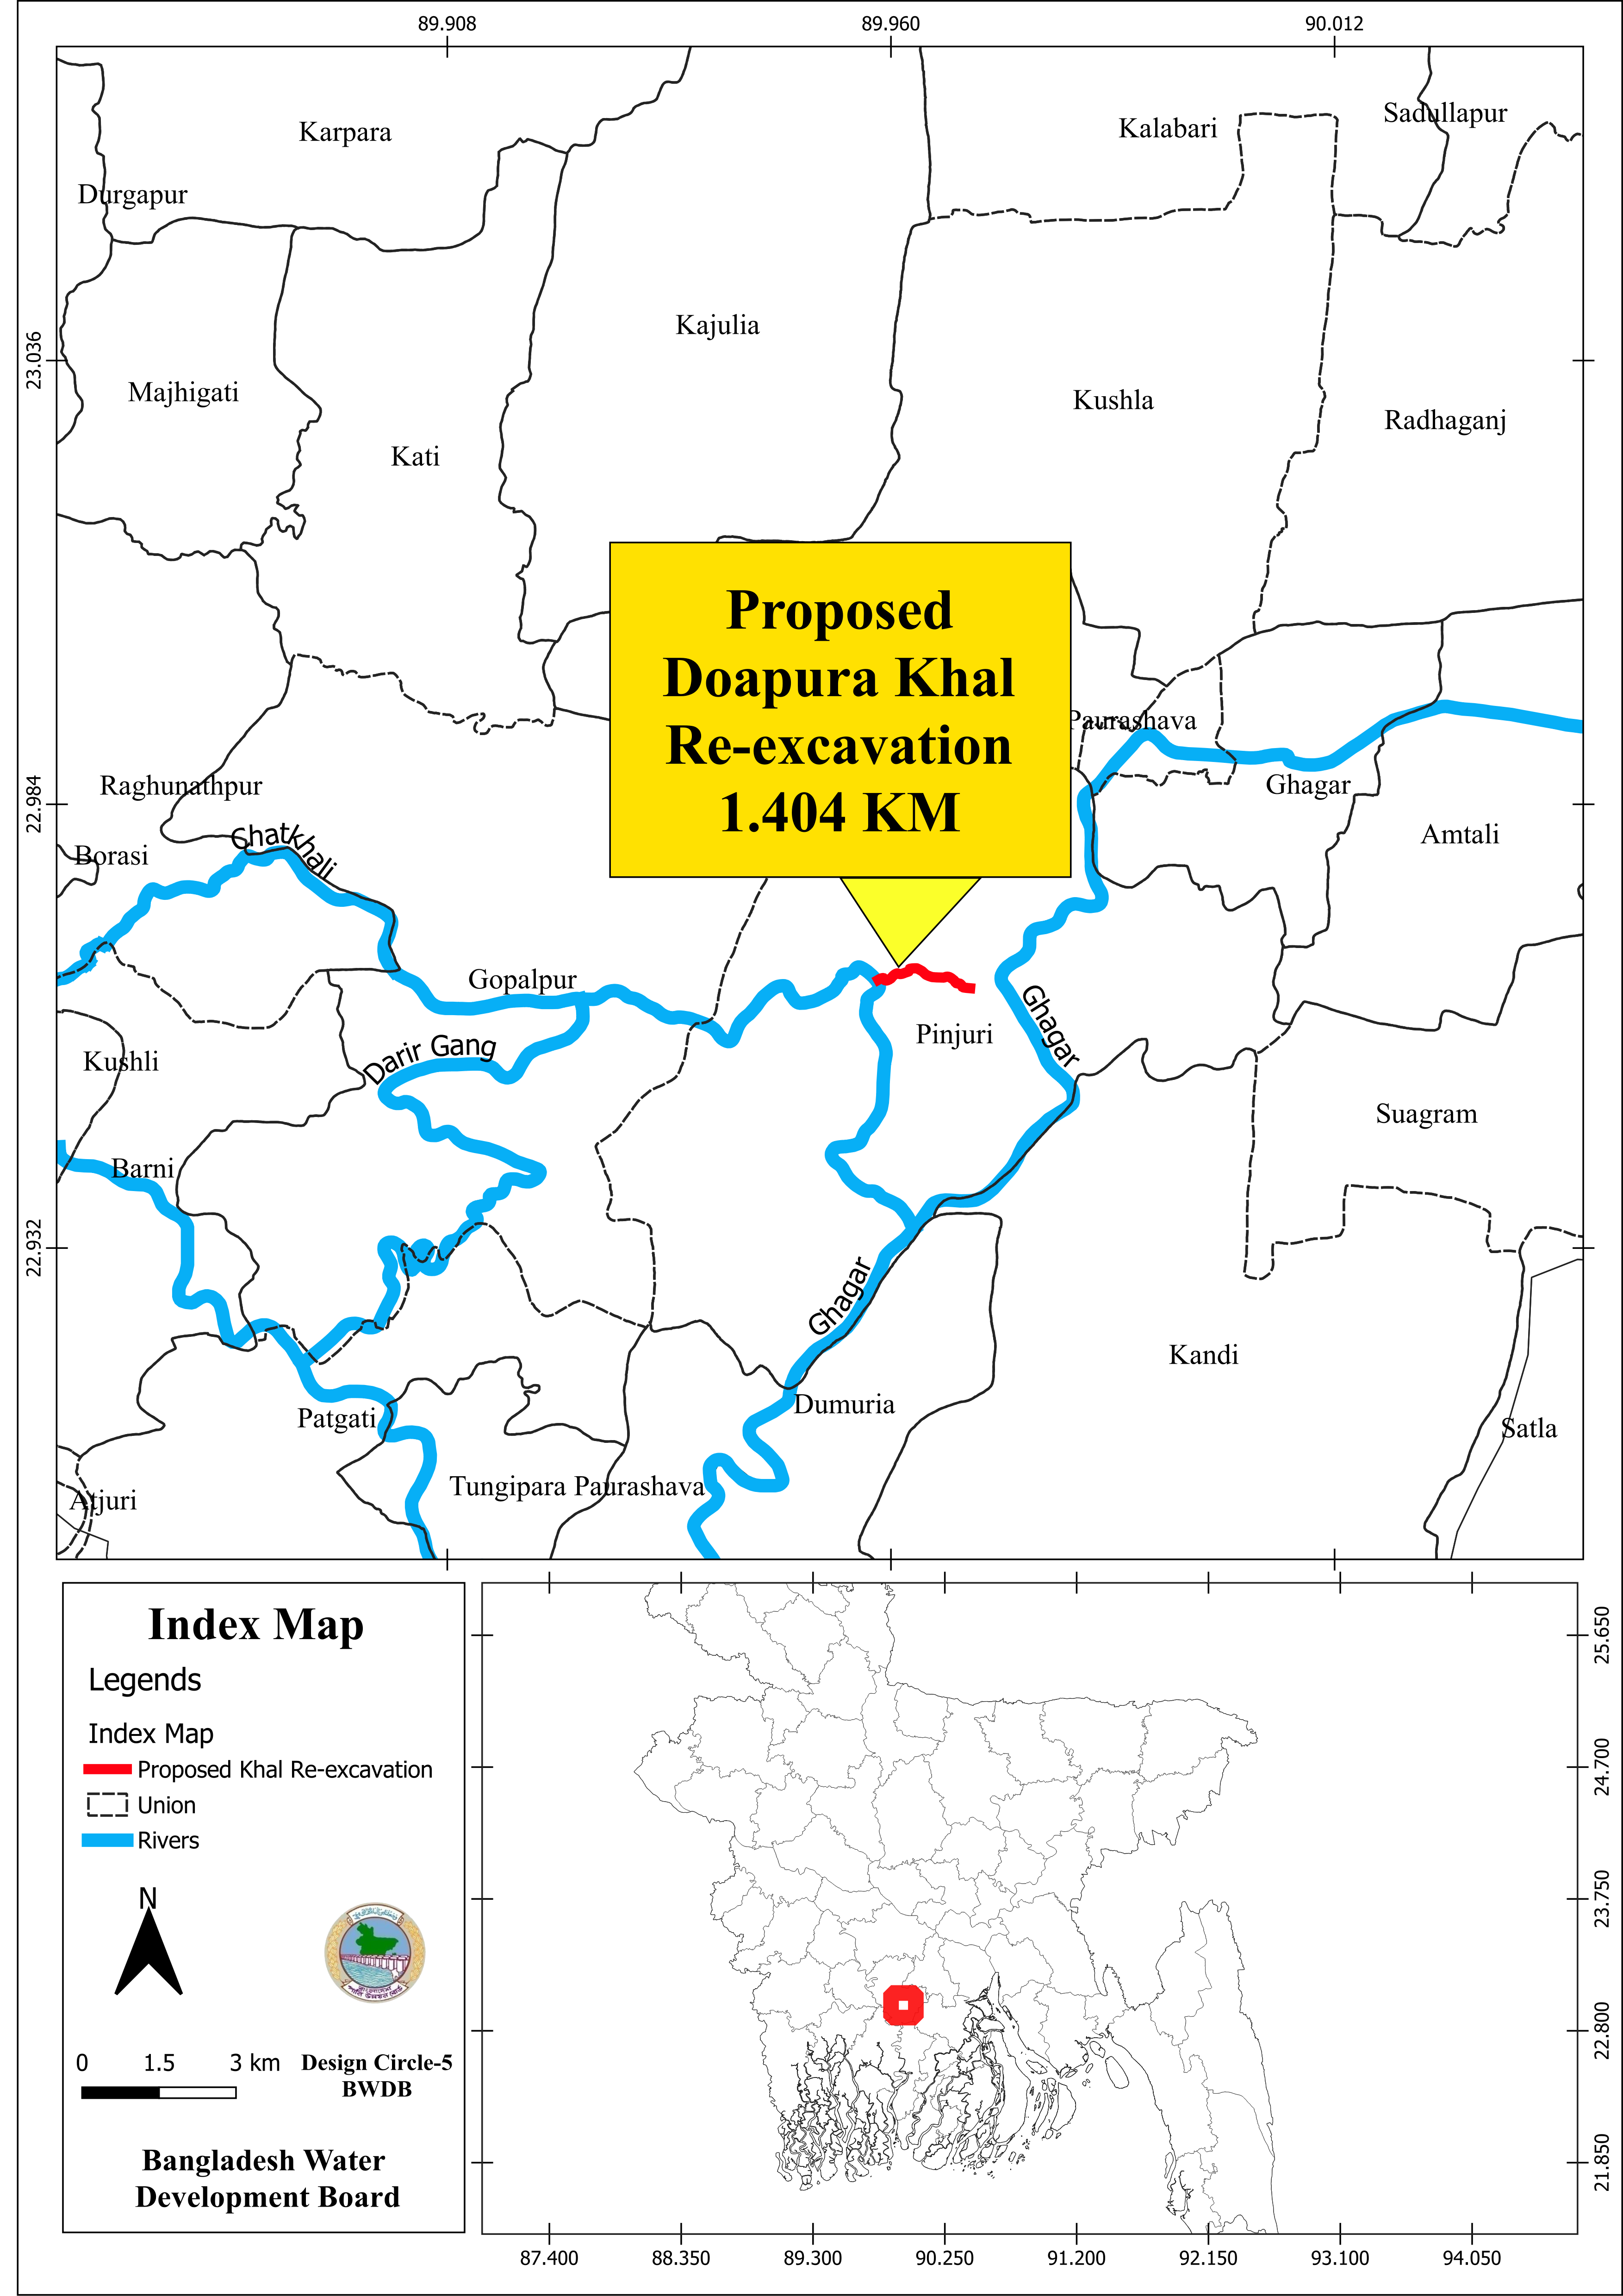 89.908
89.960
90.012
Karpara
Kalabari
Sadullapur
Durgapur
Kajulia
23.036
Majhigati
Kushla
Radhaganj
Kati
Proposed
Doapura Khal
Re-excavation
1.404 KM
Paurashava
Raghunathpur
Ghagar
22.984
Chatkhali
Borasi
Amtali
Gopalpur
Ghagar
Pinjuri
Darir Gang
Kushli
Suagram
Barni
22.932
Ghagar
Kandi
Dumuria
Patgati
Satla
Tungipara Paurashava
Atjuri
Index Map
Legends
Index Map
Proposed Khal Re-excavation
Union
Rivers
N
0 1.5 3 km
Design Circle-5
BWDB
Bangladesh Water
Development Board
25.650
24.700
23.750
22.800
21.850
87.400 88.350 89.300 90.250 91.200 92.150 93.100 94.050